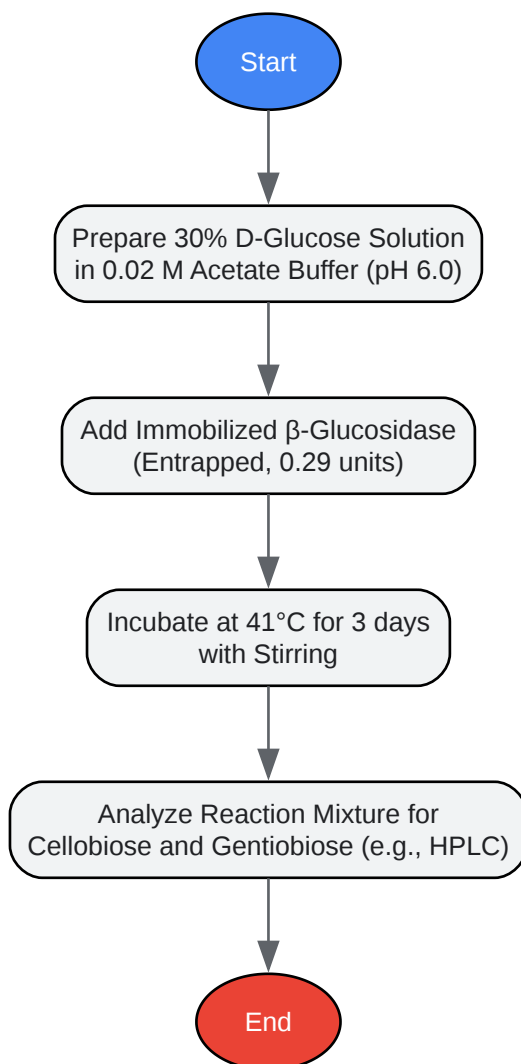 Start
Prepare 30% D-Glucose Solution
in 0.02 M Acetate Buffer (pH 6.0)
Add Immobilized β-Glucosidase
(Entrapped, 0.29 units)
Incubate at 41°C for 3 days
with Stirring
Analyze Reaction Mixture for
Cellobiose and Gentiobiose (e.g., HPLC)
End